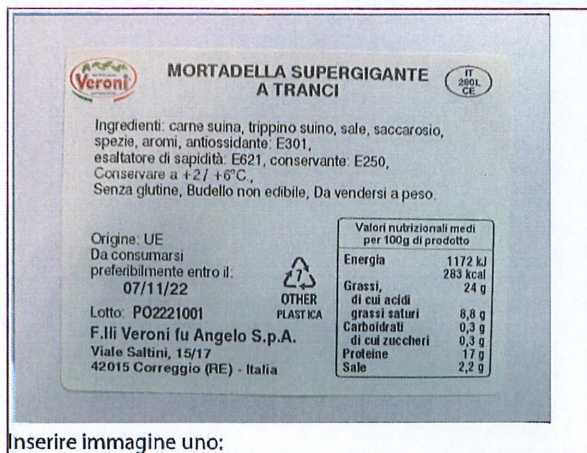 Veroni
MORTADELLA SUPERGIGANTE
A TRANCI
IT
280L
CE
Ingredienti: carne suina, trippino suino, sale, saccarosio,
spezie, aromi, antiossidante: E301,
esaltatore di sapidità: E621, conservante: E250,
Conservare a +2/ +6°C.,
Senza glutine, Budello non edibile, Da vendersi a peso.
Origine: UE
Da consumarsi
preferibilmente entro il:
07/11/22
Lotto: PO2221001
7
OTHER
PLASTICA
F.lli Veroni fu Angelo S.p.A.
Viale Saltini, 15/17
42015 Correggio (RE) - Italia
Valori nutrizionali medi
per 100g di prodotto
Energia 1172 kJ
283 kcal
Grassi, 24 g
di cui acidi
grassi saturi 8,8 g
Carboidrati 0,3 g
di cui zuccheri 0,3 g
Proteine 17 g
Sale 2,2 g
Inserire immagine uno: